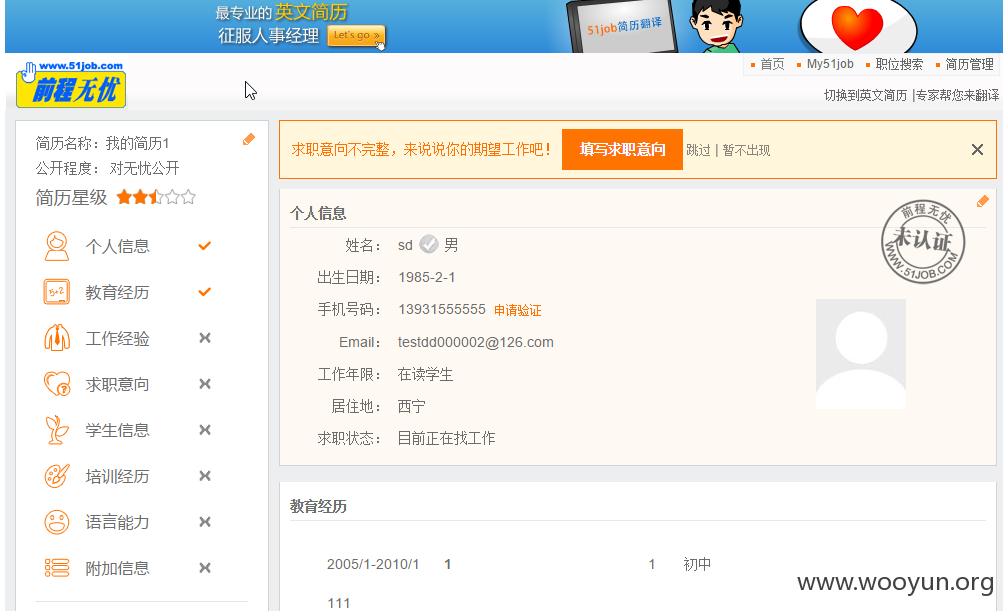 最专业的 英文简历
征服人事经理 Let's go »
51job简历翻译
www.51job.com
前程无忧
首页 My51job 职位搜索 简历管理
切换到英文简历 |专家帮您来翻译
简历名称：我的简历1
公开程度： 对无忧公开
简历星级
个人信息
教育经历
工作经验
求职意向
学生信息
培训经历
语言能力
附加信息
求职意向不完整，来说说你的期望工作吧！ 填写求职意向 跳过 | 暂不出现
个人信息
前程无忧
未认证
WWW.51JOB.COM
姓名： sd 男
出生日期： 1985-2-1
手机号码： 13931555555 申请验证
Email： testdd000002@126.com
工作年限： 在读学生
居住地： 西宁
求职状态： 目前正在找工作
教育经历
2005/1-2010/1 1 1 初中
111
www.wooyun.org